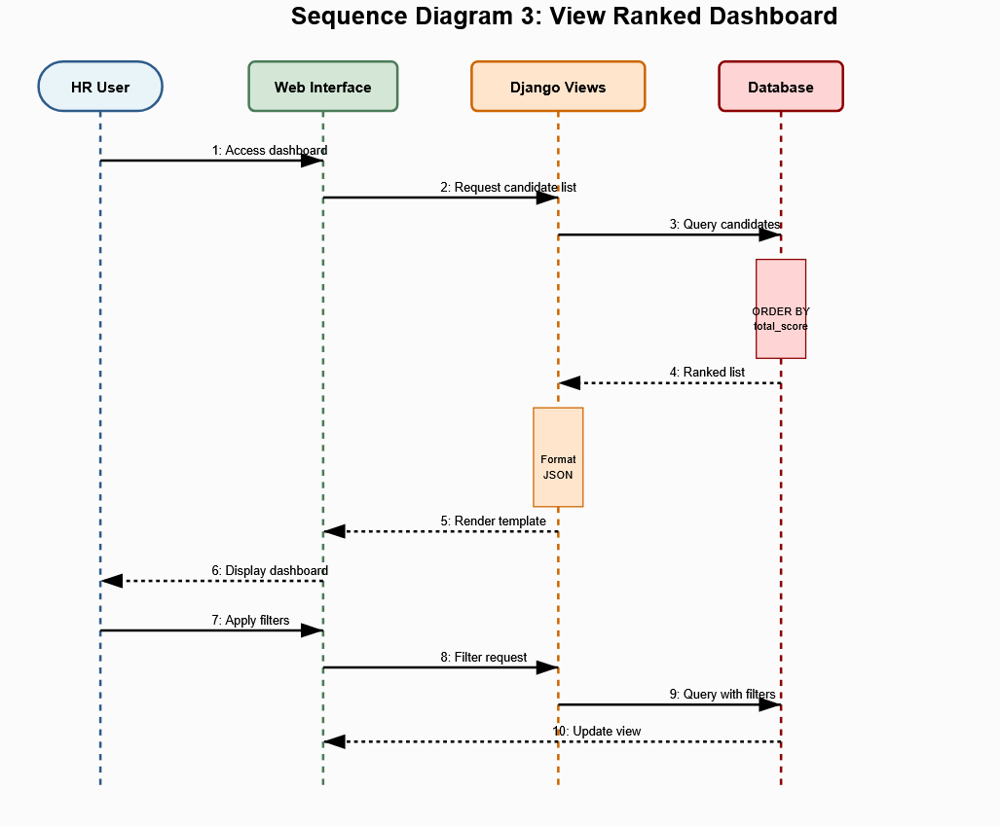 Sequence Diagram 3: View Ranked Dashboard
HR User
Web Interface
Django Views
Database
1: Access dashboard
2: Request candidate list
3: Query candidates
ORDER BY
total_score
4: Ranked list
Format
JSON
5: Render template
6: Display dashboard
7: Apply filters
8: Filter request
9: Query with filters
10: Update view